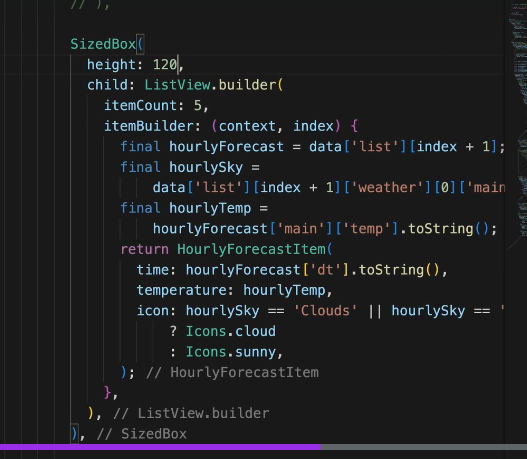 // ),
SizedBox(
height: 120,
child: ListView.builder(
itemCount: 5,
itemBuilder: (context, index) {
final hourlyForecast = data['list'][index + 1];
final hourlySky =
data['list'][index + 1]['weather'][0]['main
final hourlyTemp =
hourlyForecast['main']['temp'].toString();
return HourlyForecastItem(
time: hourlyForecast['dt'].toString(),
temperature: hourlyTemp,
icon: hourlySky == 'Clouds' || hourlySky == '
? Icons.cloud
: Icons.sunny,
); // HourlyForecastItem
},
), // ListView.builder
), // SizedBox